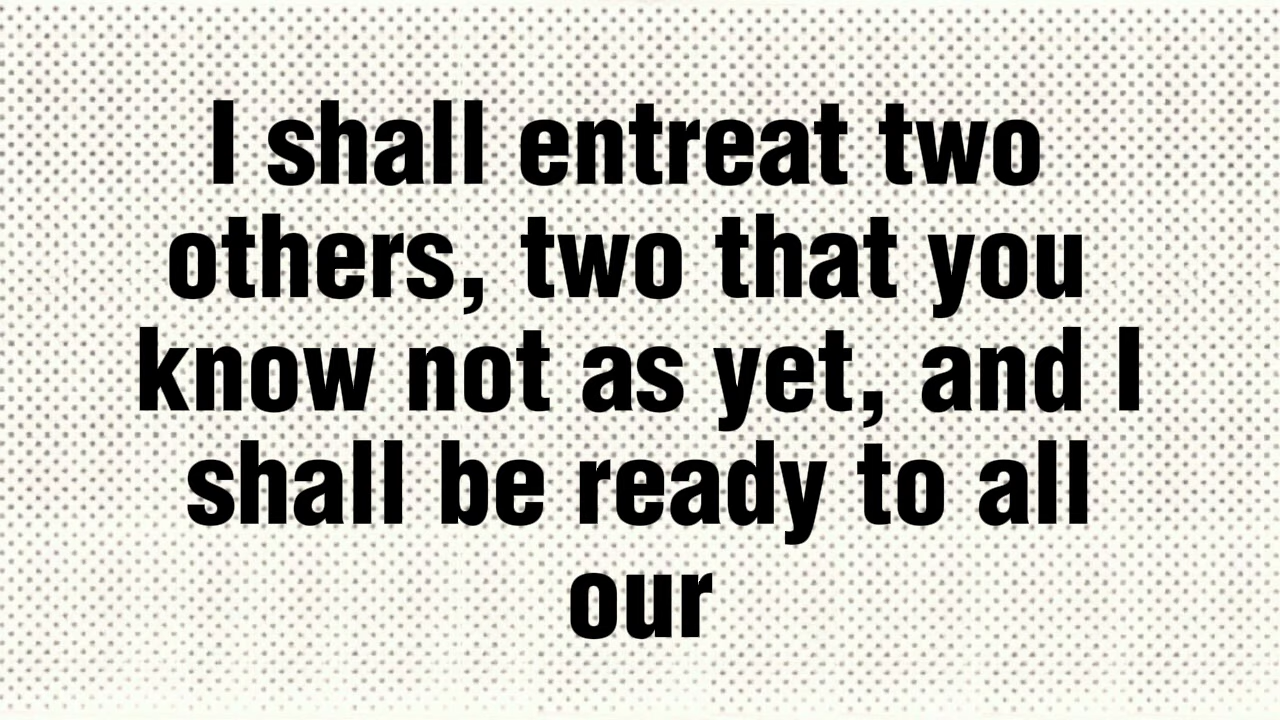 I shall entreat two
others, two that you
know not as yet, and I
shall be ready to all
our